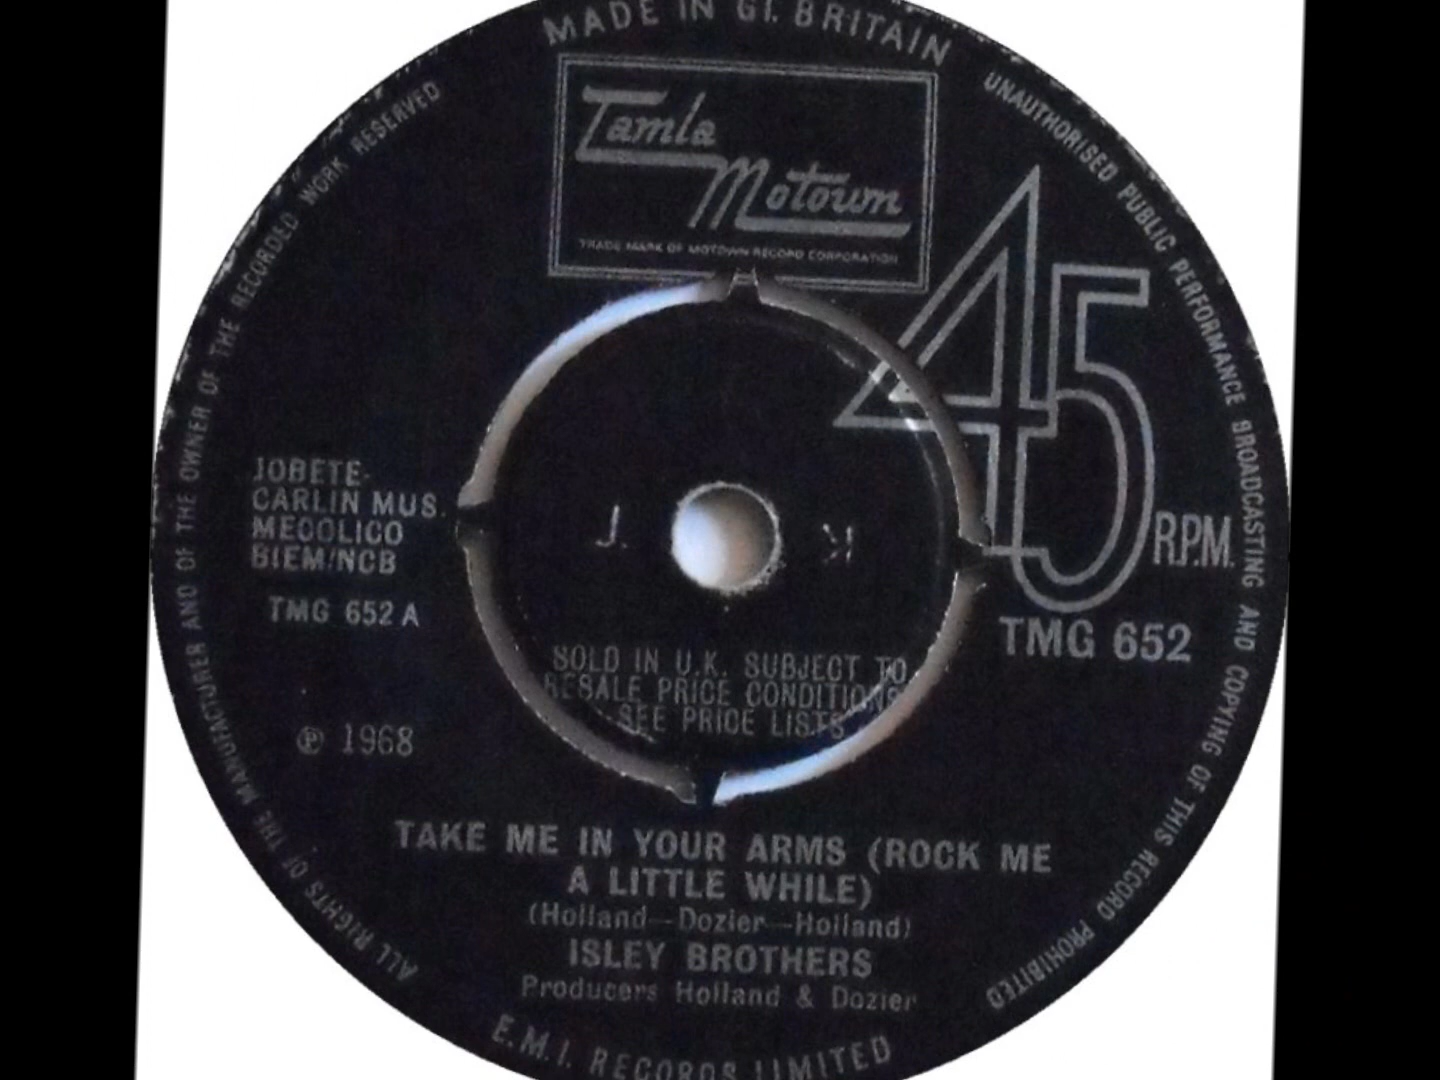 MADE IN GT. BRITAIN
Tamla
Motown
TRADE MARK OF MOTOWN RECORD CORPORATION
45
R.P.M.
TMG 652
JOBETE-
CARLIN MUS.
MECOLICO
BIEM/NCB
TMG 652 A
℗ 1968
J. K
SOLD IN U.K. SUBJECT TO
RESALE PRICE CONDITIONS
SEE PRICE LISTS
TAKE ME IN YOUR ARMS (ROCK ME
A LITTLE WHILE)
(Holland—Dozier—Holland)
ISLEY BROTHERS
Producers Holland & Dozier
E.M.I. RECORDS LIMITED
ALL RIGHTS OF THE MANUFACTURER AND OF THE OWNER OF THE RECORDED WORK RESERVED
UNAUTHORISED PUBLIC PERFORMANCE BROADCASTING AND COPYING OF THIS RECORD PROHIBITED